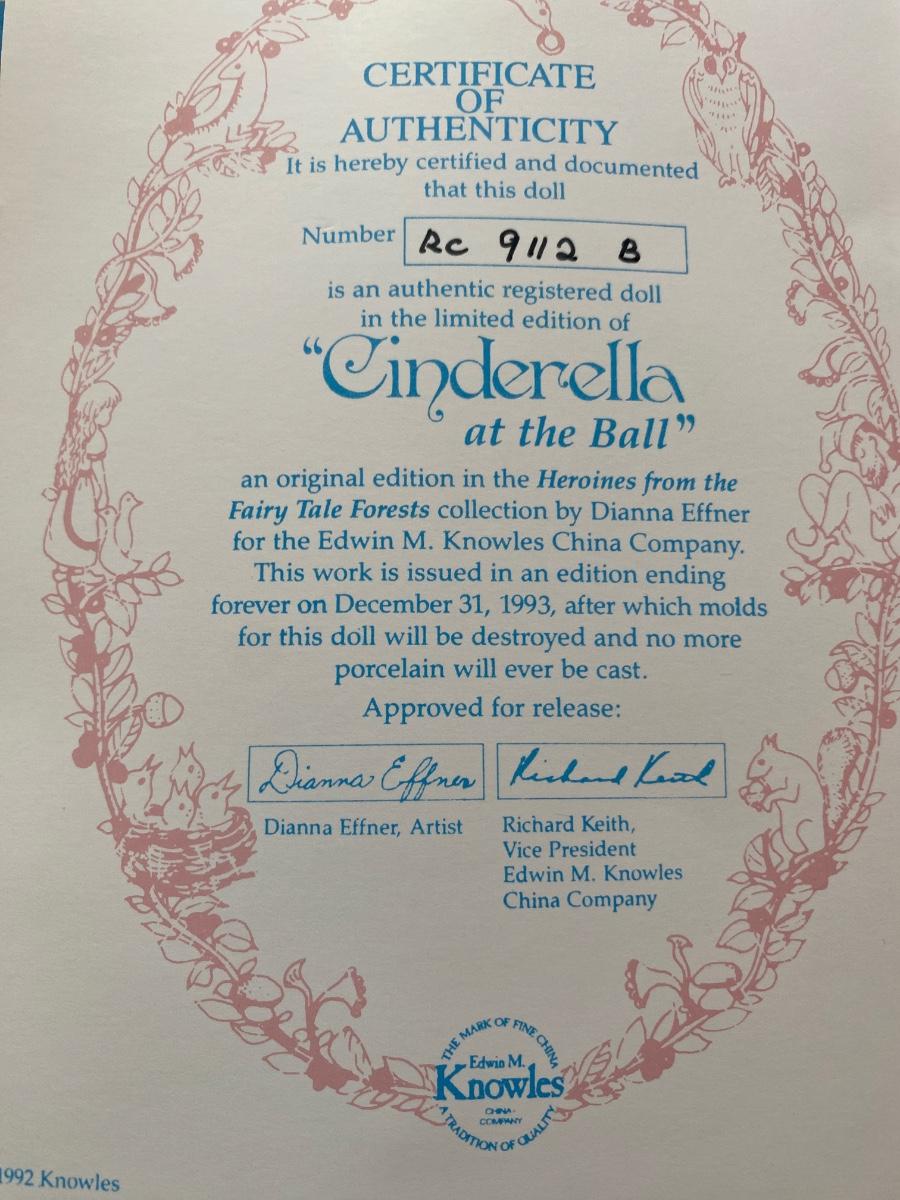 CERTIFICATE
OF
AUTHENTICITY
It is hereby certified and documented
that this doll
Number RC 9112 B
is an authentic registered doll
in the limited edition of
“Cinderella
at the Ball”
an original edition in the Heroines from the
Fairy Tale Forests collection by Dianna Effner
for the Edwin M. Knowles China Company.
This work is issued in an edition ending
forever on December 31, 1993, after which molds
for this doll will be destroyed and no more
porcelain will ever be cast.
Approved for release:
Dianna Effner
Richard Keith
Dianna Effner, Artist
Richard Keith,
Vice President
Edwin M. Knowles
China Company
THE MARK OF FINE CHINA
Edwin M.
Knowles
CHINA
COMPANY
A TRADITION OF QUALITY
1992 Knowles